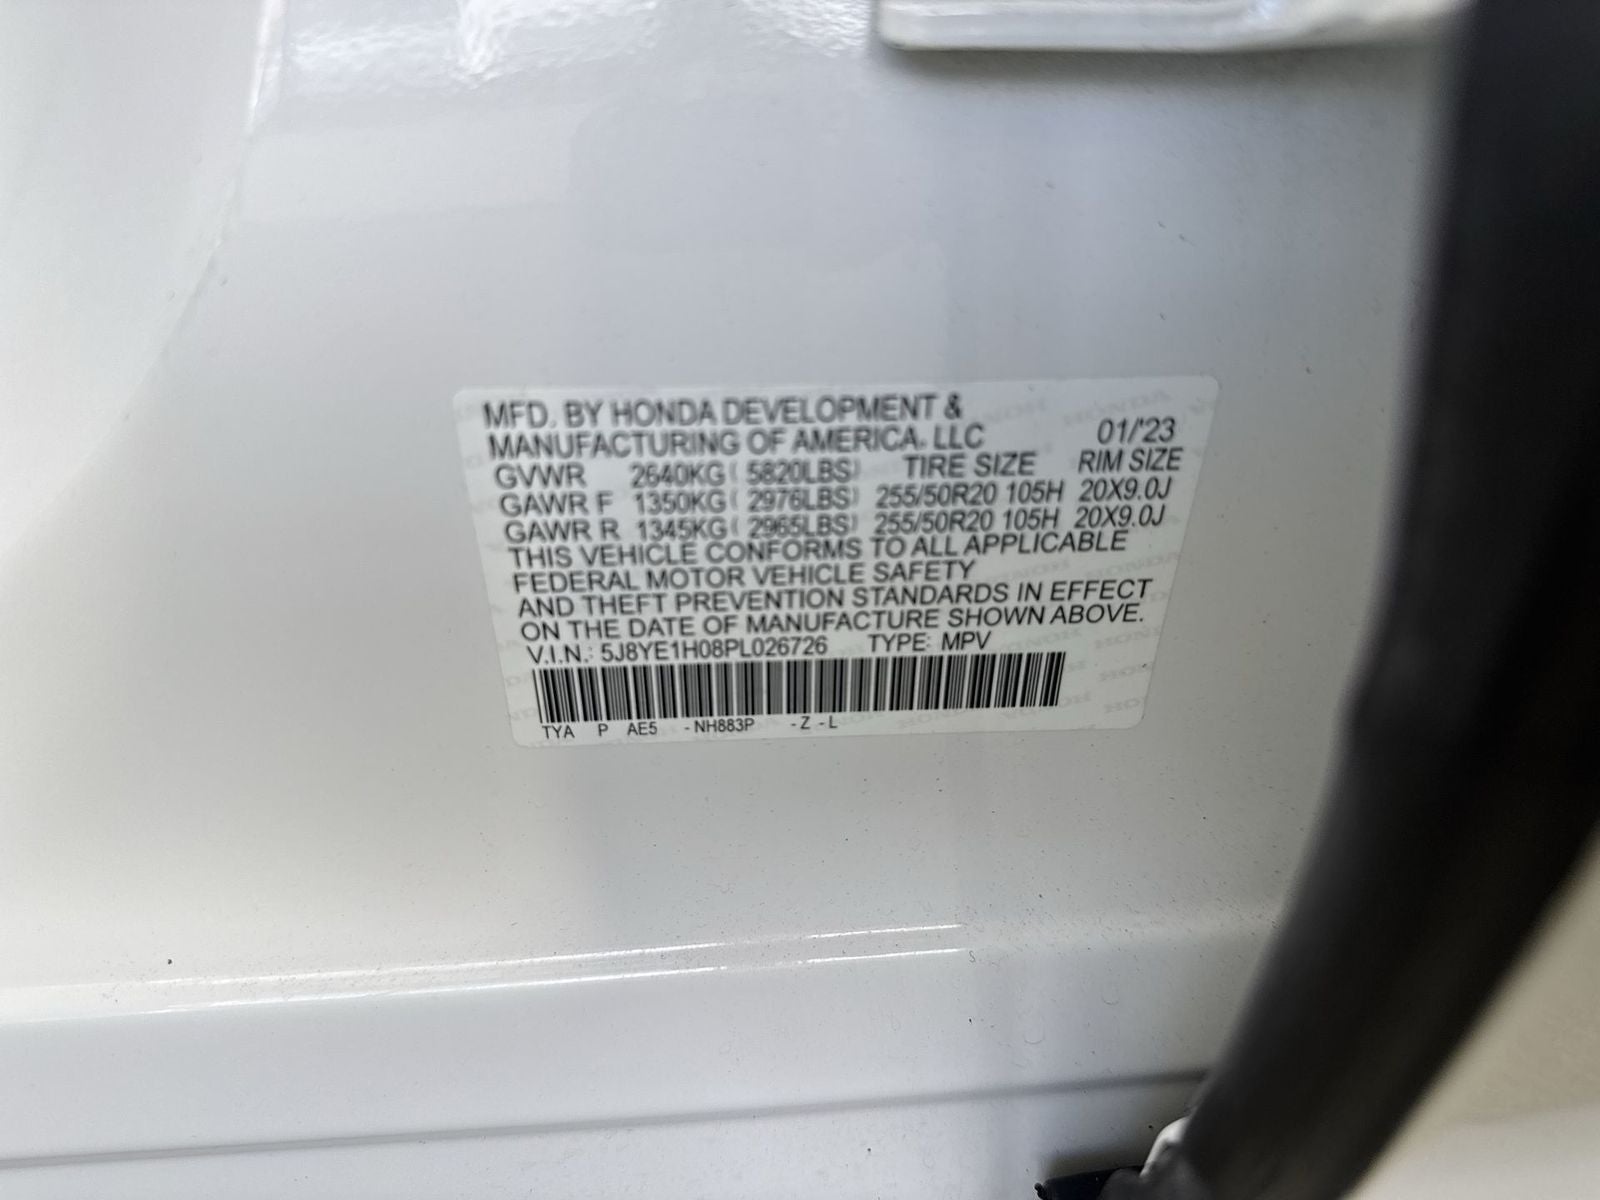 MFD. BY HONDA DEVELOPMENT &
MANUFACTURING OF AMERICA, LLC 01/'23
GVWR 2640KG ( 5820LBS) TIRE SIZE RIM SIZE
GAWR F 1350KG ( 2976LBS) 255/50R20 105H 20X9.0J
GAWR R 1345KG ( 2965LBS) 255/50R20 105H 20X9.0J
THIS VEHICLE CONFORMS TO ALL APPLICABLE
FEDERAL MOTOR VEHICLE SAFETY
AND THEFT PREVENTION STANDARDS IN EFFECT
ON THE DATE OF MANUFACTURE SHOWN ABOVE.
V.I.N.: 5J8YE1H08PL026726 TYPE: MPV
TYA P AE5 -NH883P -Z -L